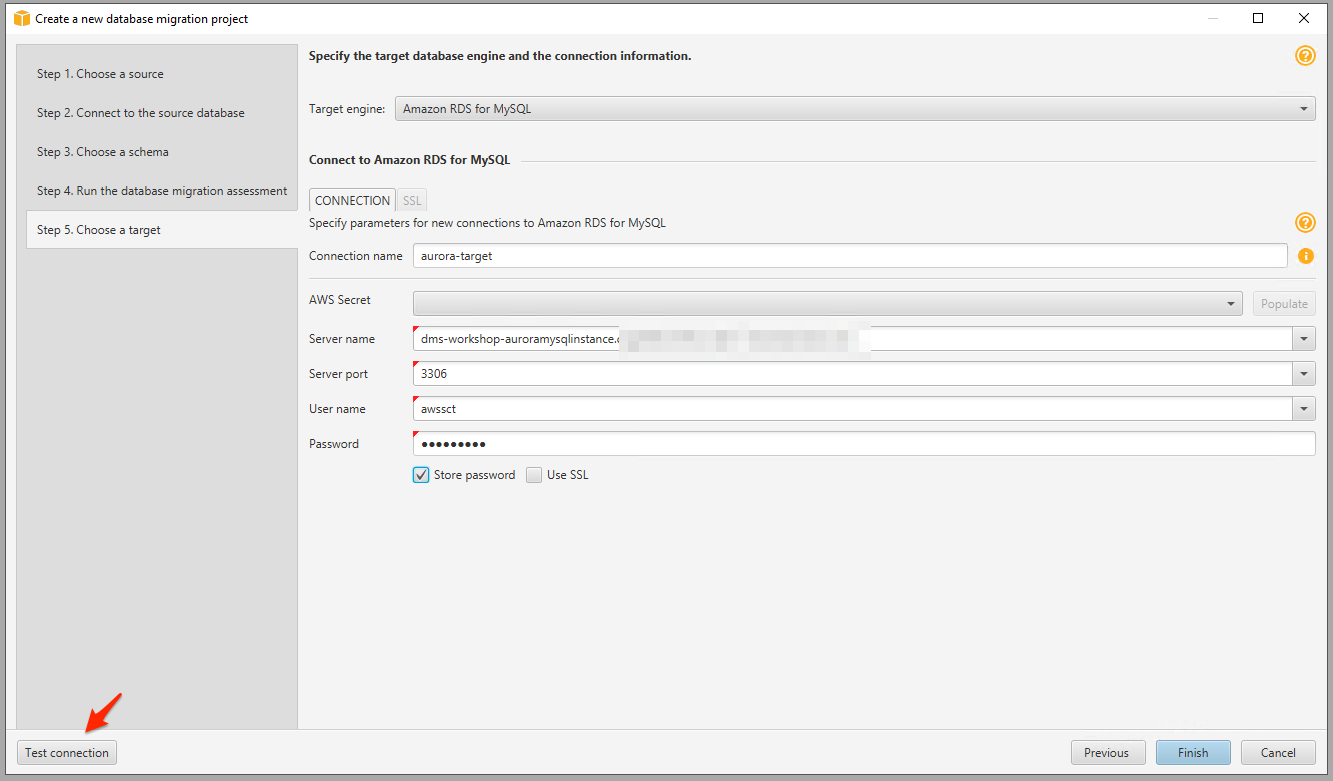 Create a new database migration project
Step 1. Choose a source
Step 2. Connect to the source database
Step 3. Choose a schema
Step 4. Run the database migration assessment
Step 5. Choose a target
Specify the target database engine and the connection information.
Target engine: Amazon RDS for MySQL
Connect to Amazon RDS for MySQL
CONNECTION SSL
Specify parameters for new connections to Amazon RDS for MySQL
Connection name aurora-target
AWS Secret Populate
Server name dms-workshop-auroramysqlinstance.
Server port 3306
User name awssct
Password ●●●●●●●●●
Store password Use SSL
Test connection Previous Finish Cancel